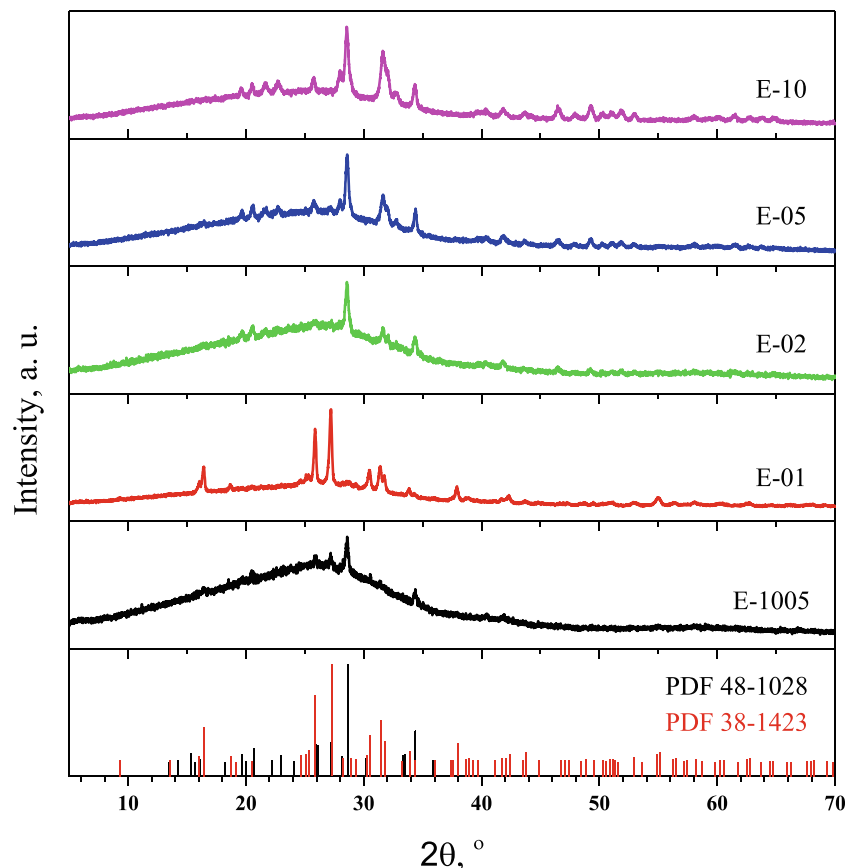 E-10
E-05
E-02
E-01
E-1005
PDF 48-1028
PDF 38-1423
Intensity, a. u.
10 20 30 40 50 60 70
2θ, °